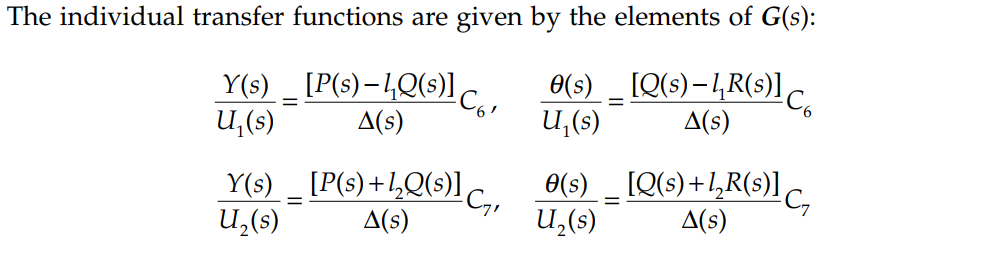 The individual transfer functions are given by the elements of G(s):
Y(s)/U₁(s) = [P(s) − l₁Q(s)]/Δ(s) C₆, θ(s)/U₁(s) = [Q(s) − l₁R(s)]/Δ(s) C₆
Y(s)/U₂(s) = [P(s) + l₂Q(s)]/Δ(s) C₇, θ(s)/U₂(s) = [Q(s) + l₂R(s)]/Δ(s) C₇